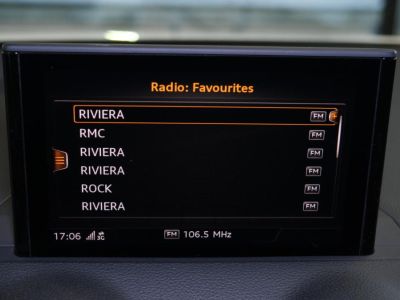 Radio: Favourites
RIVIERA FM
RMC FM
RIVIERA FM
RIVIERA FM
ROCK FM
RIVIERA FM
17:06 3G FM 106.5 MHz